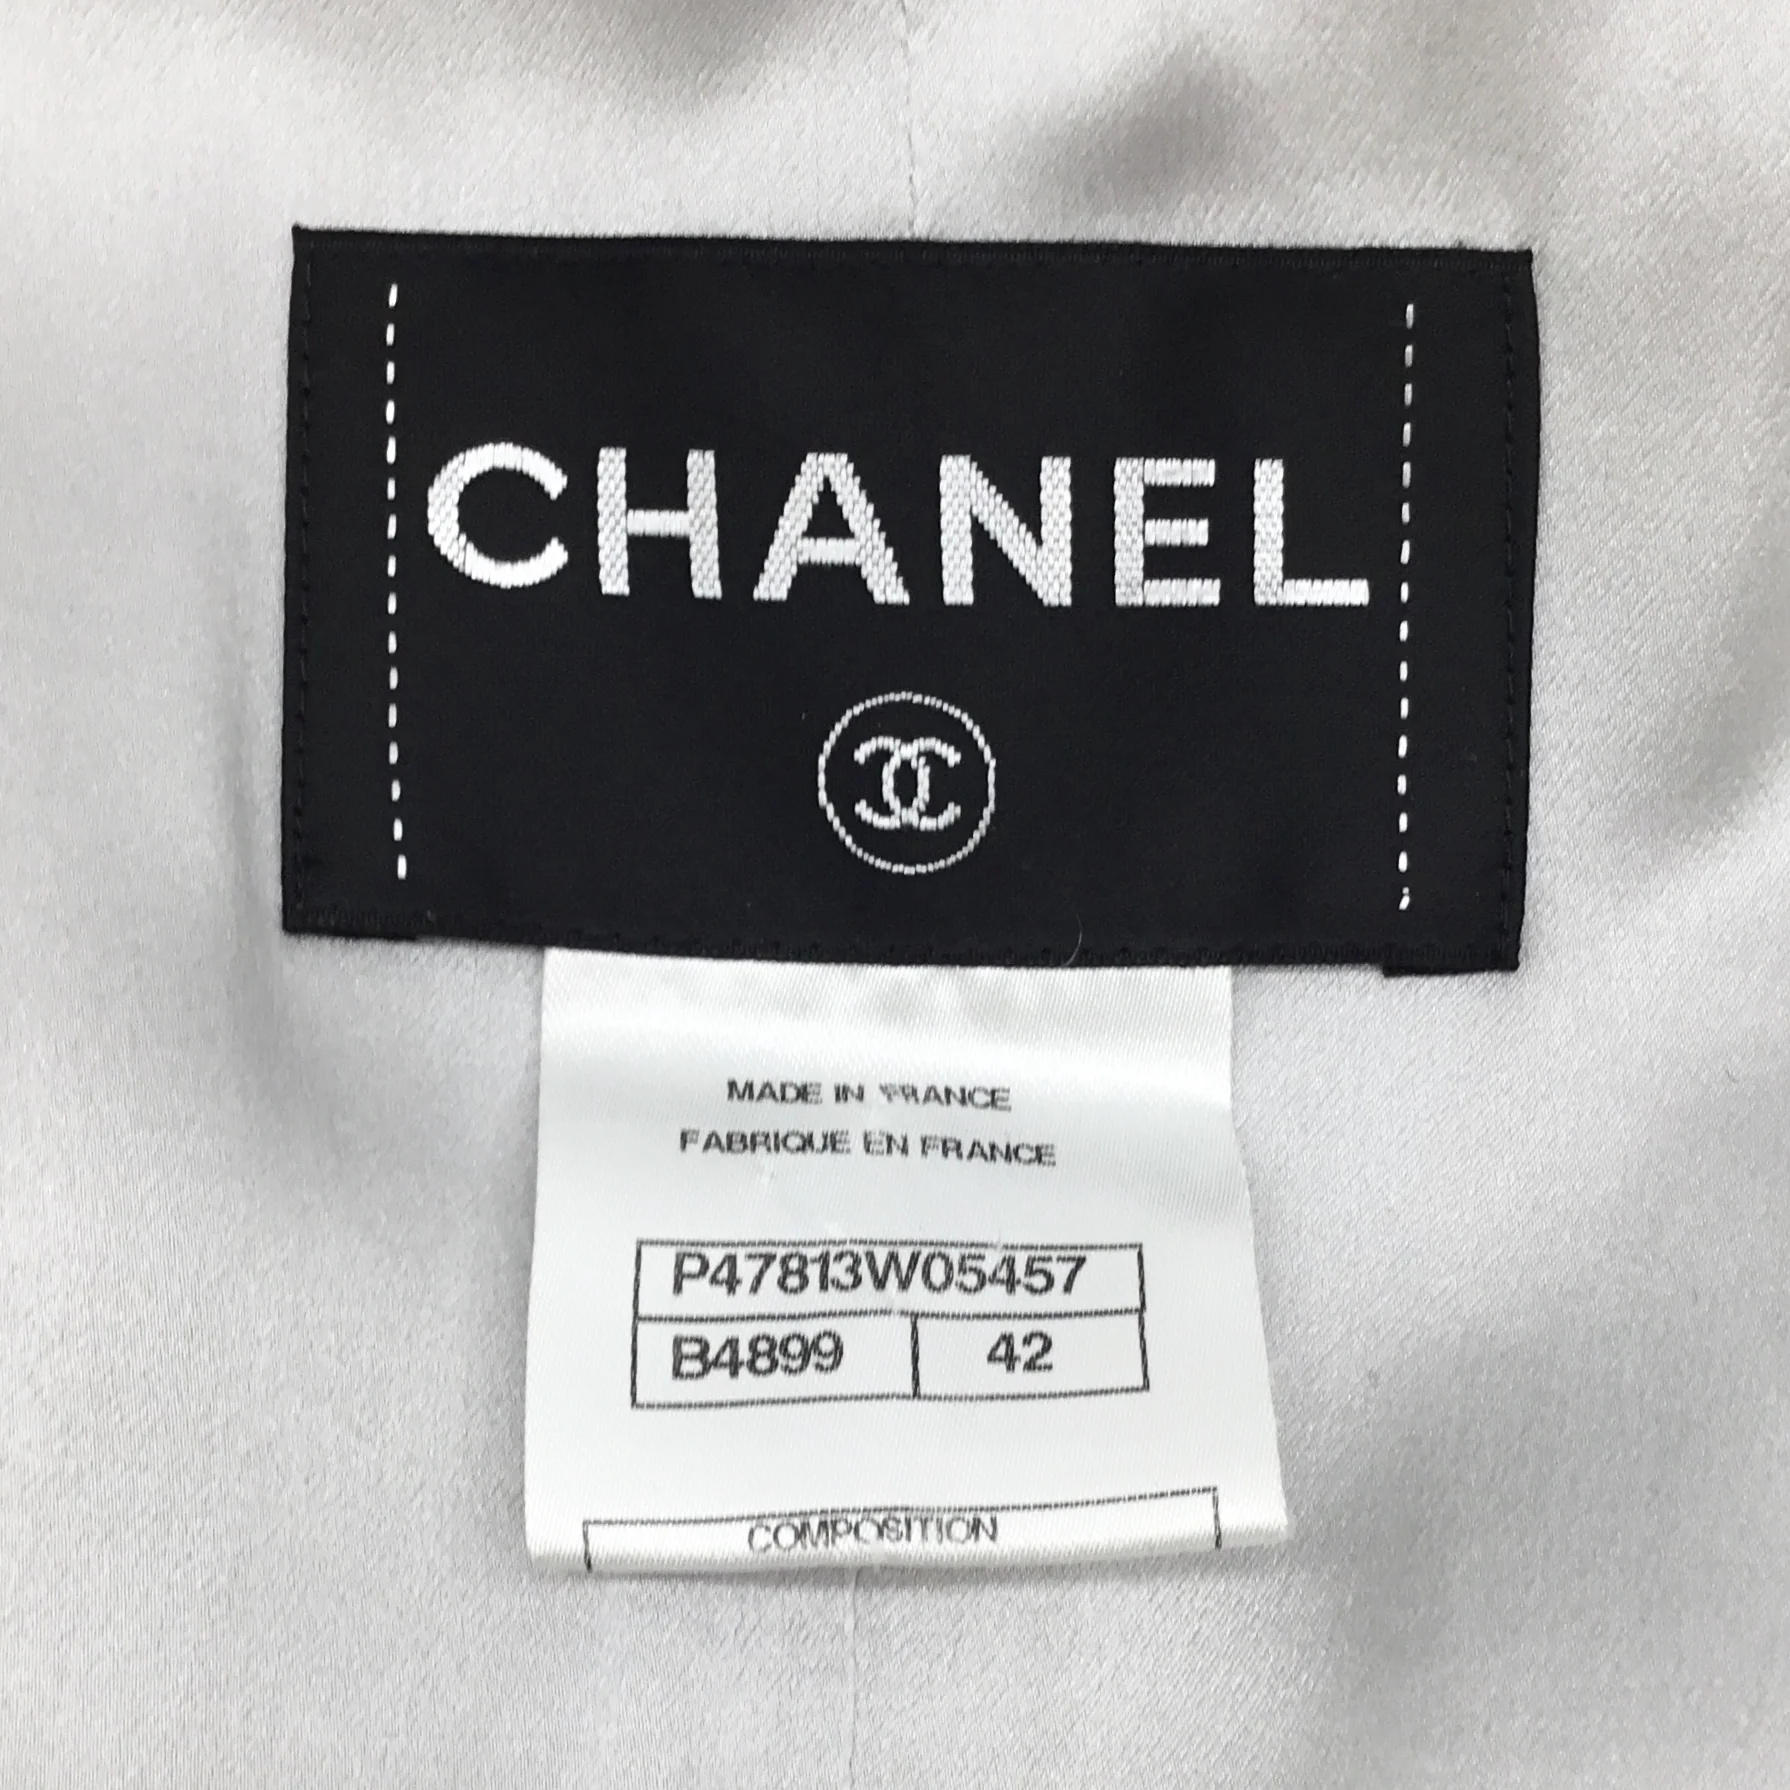 CHANEL
MADE IN FRANCE
FABRIQUE EN FRANCE
P47813W05457
B4899 42
COMPOSITION